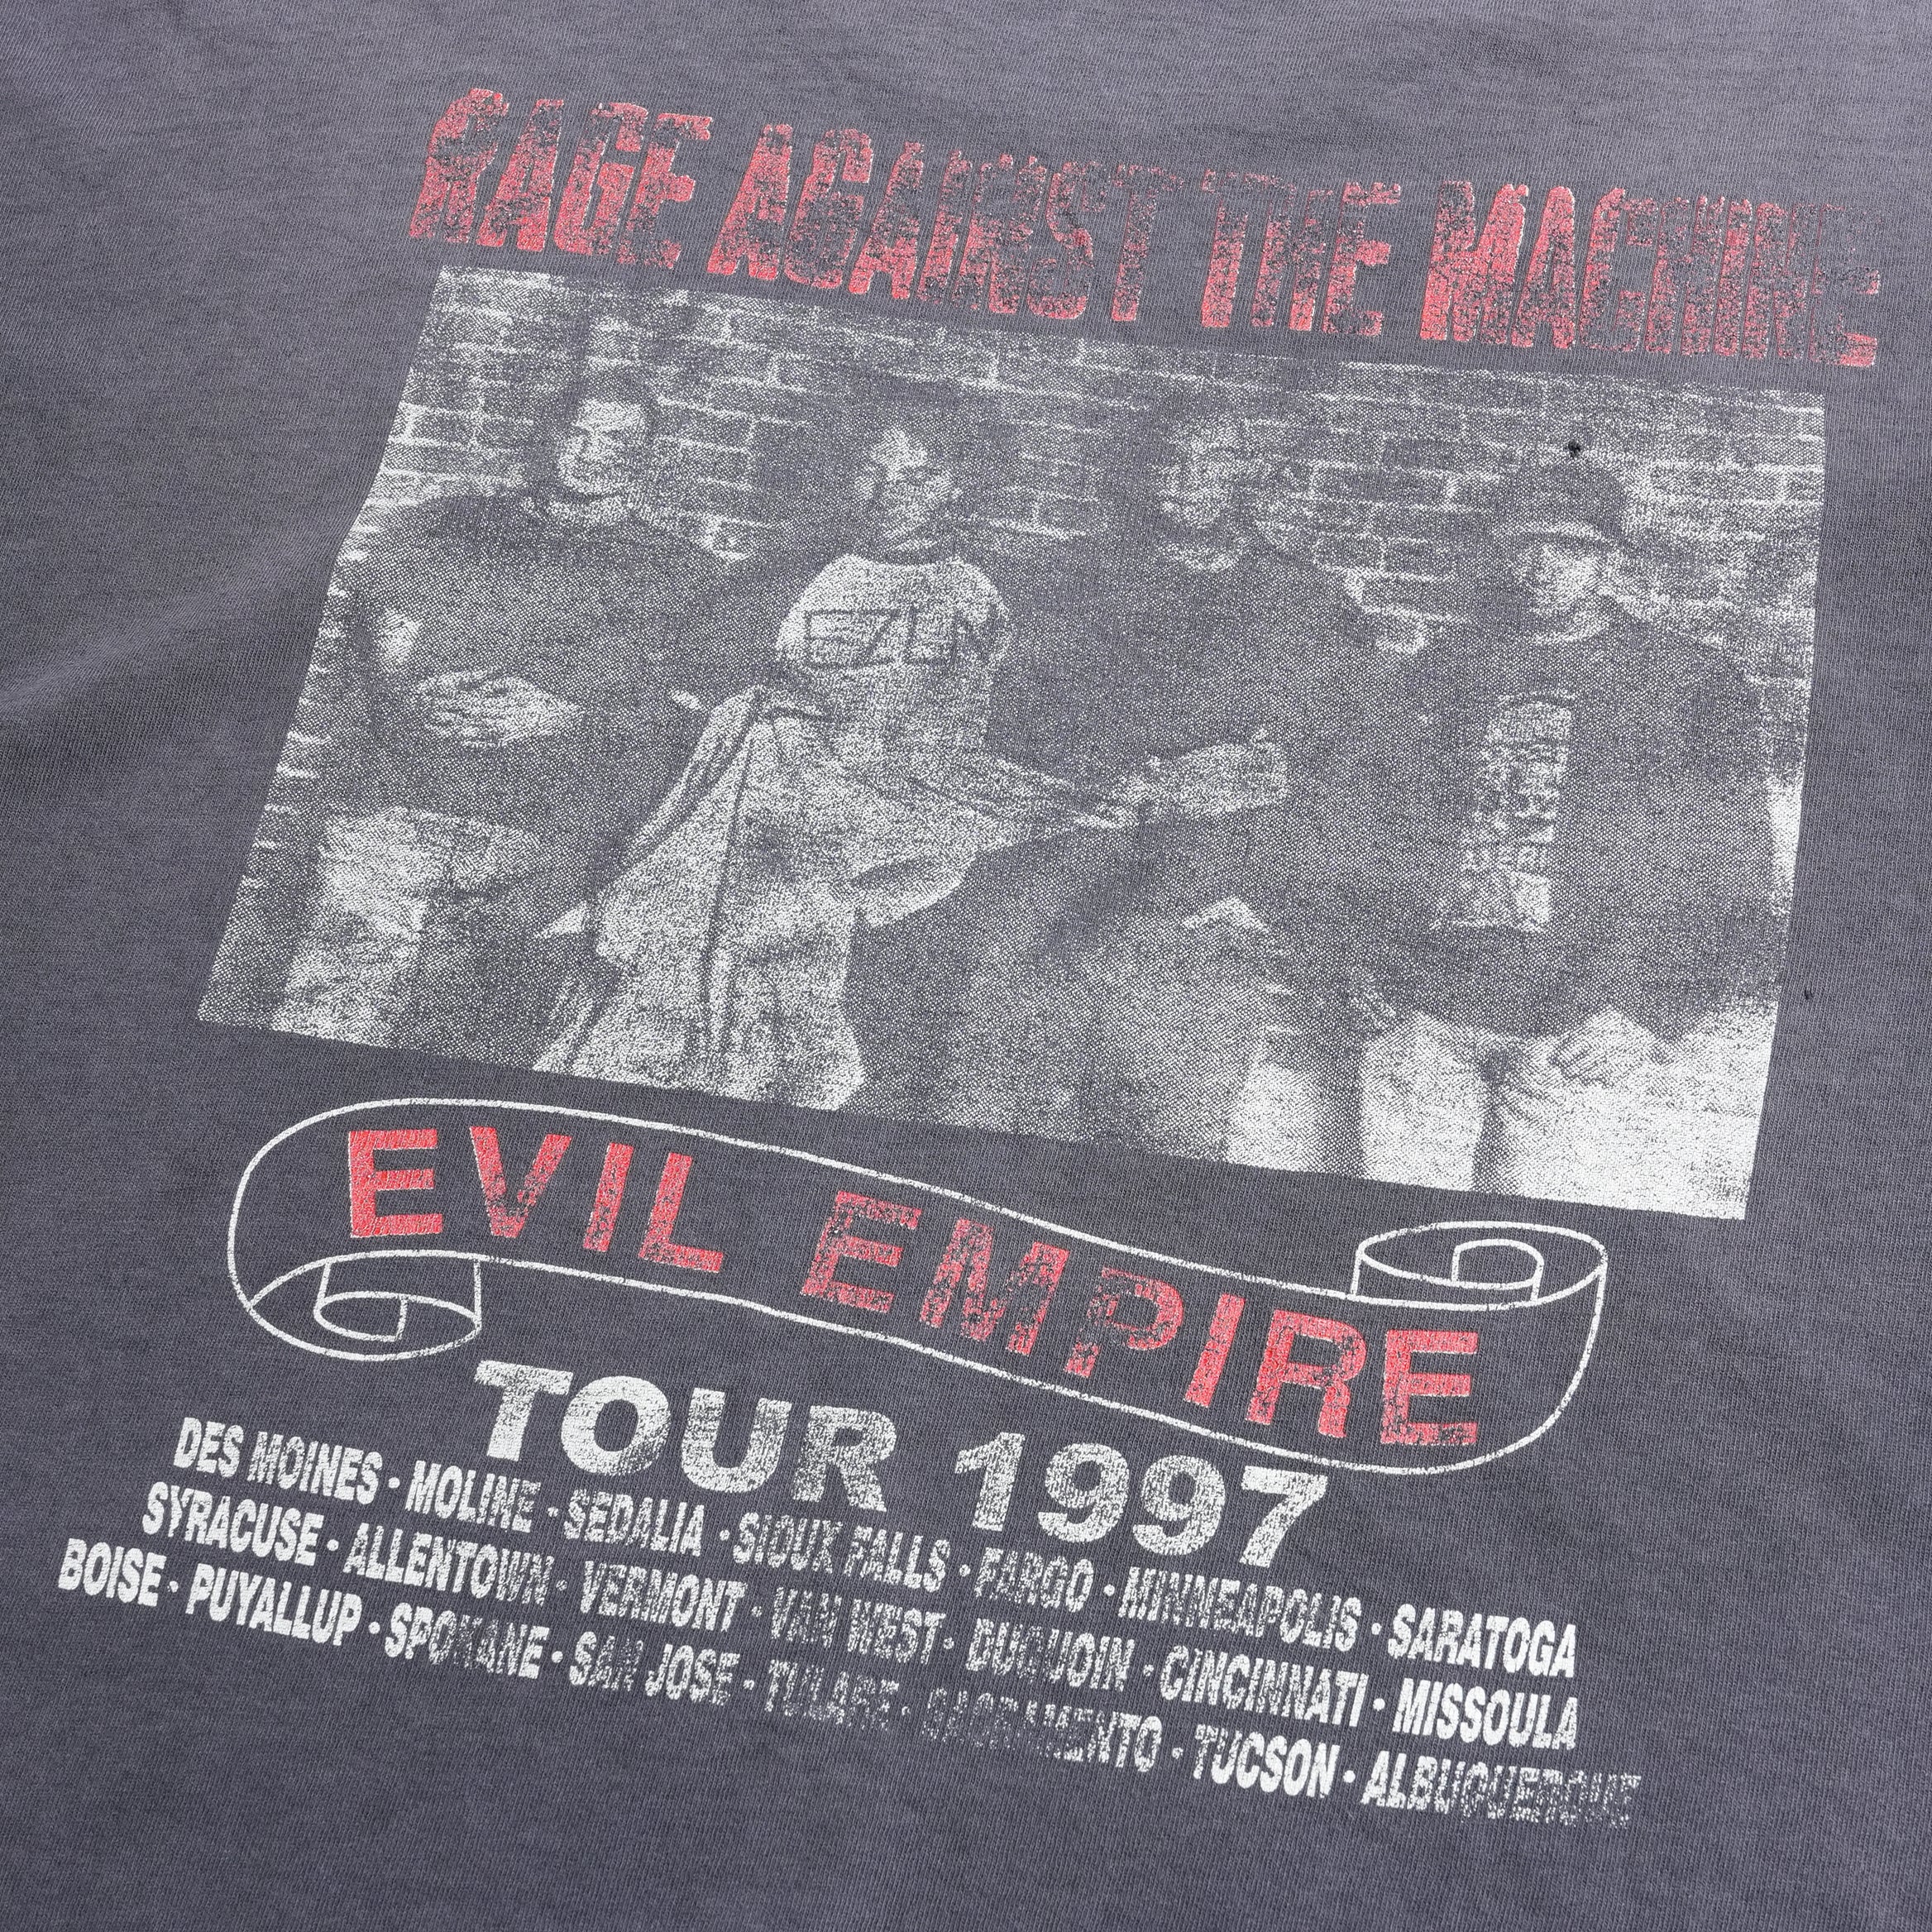 RAGE AGAINST THE MACHINE
EVIL EMPIRE
TOUR 1997
DES MOINES • MOLINE • SEDALIA • SIOUX FALLS • FARGO • MINNEAPOLIS • SARATOGA
SYRACUSE • ALLENTOWN • VERMONT • VAN WEST • DUQUOIN • CINCINNATI • MISSOULA
BOISE • PUYALLUP • SPOKANE • SAN JOSE • TULARE • SACRAMENTO • TUCSON • ALBUQUERQUE